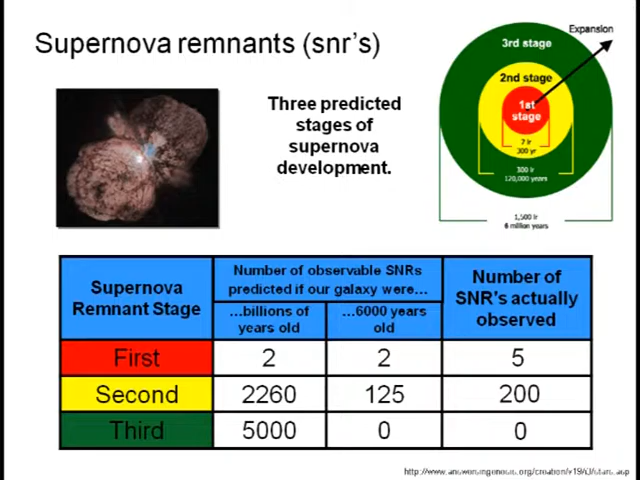 Supernova remnants (snr's)
Expansion
3rd stage
2nd stage
1st
stage
7 lr
300 yr
300 lr
120,000 years
1,500 lr
6 million years
Three predicted
stages of
supernova
development.
Supernova
Remnant Stage
Number of observable SNRs
predicted if our galaxy were…
Number of
SNR's actually
observed
…billions of
years old
…6000 years
old
First 2 2 5
Second 2260 125 200
Third 5000 0 0